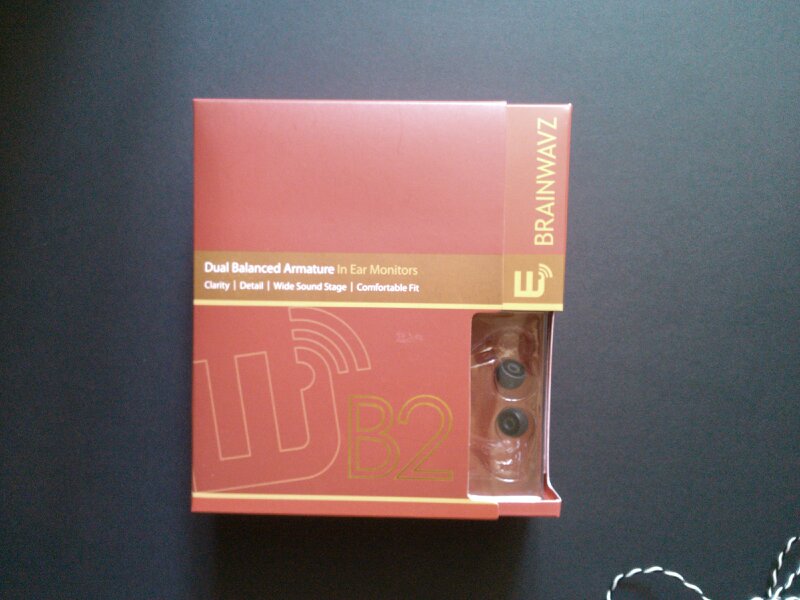 BRAINWAVZ
Dual Balanced Armature In Ear Monitors
Clarity | Detail | Wide Sound Stage | Comfortable Fit
B2